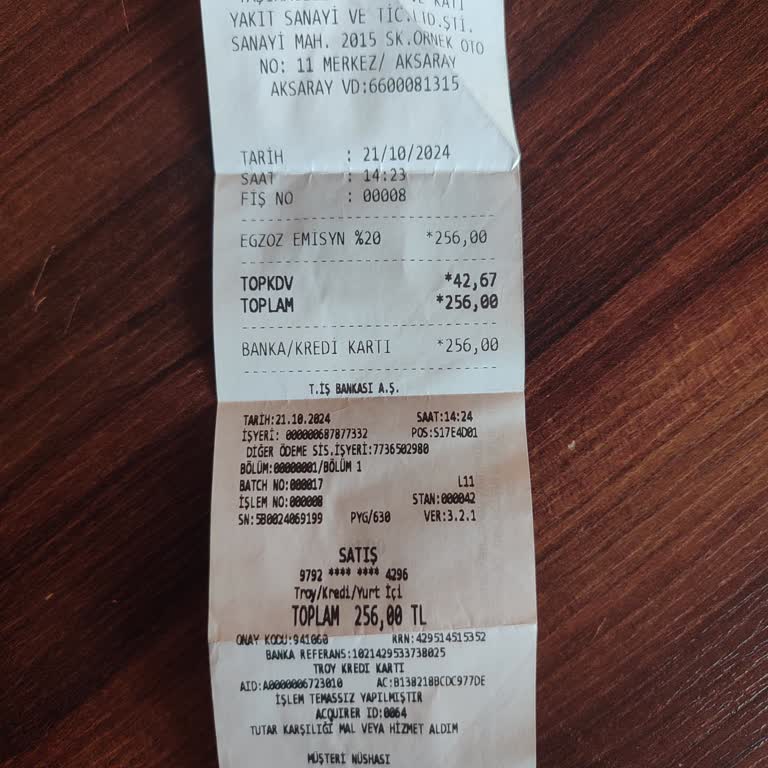 YAKIT SANAYİ VE TİC.LTD.ŞTİ.
SANAYİ MAH. 2015 SK.ÖRNEK OTO
NO: 11 MERKEZ/ AKSARAY
AKSARAY VD:6600081315
TARİH : 21/10/2024
SAAT : 14:23
FİŞ NO : 00008
EGZOZ EMİSYN %20 *256,00
TOPKDV *42,67
TOPLAM *256,00
BANKA/KREDİ KARTI *256,00
T.İŞ BANKASI A.Ş.
TARİH:21.10.2024 SAAT:14:24
İŞYERİ: 000000687877332 POS:S17E4D01
DİĞER ÖDEME SİS.İŞYERİ:7736502980
BÖLÜM:00000001/BÖLÜM 1
BATCH NO:000017 L11
İŞLEM NO:000008 STAN:000042
SN:5B0024069199 PYG/630 VER:3.2.1
SATIŞ
9792 **** **** 4296
Troy/Kredi/Yurt İçi
TOPLAM 256,00 TL
ONAY KODU:941060 RRN:429514515352
BANKA REFERANS:102142953373B025
TROY KREDI KARTI
AID:A0000006723010 AC:B138218BCDC977DE
İŞLEM TEMASSIZ YAPILMIŞTIR
ACQUIRER ID:0064
TUTAR KARŞILIĞI MAL VEYA HİZMET ALDIM
MÜŞTERİ NÜSHASI